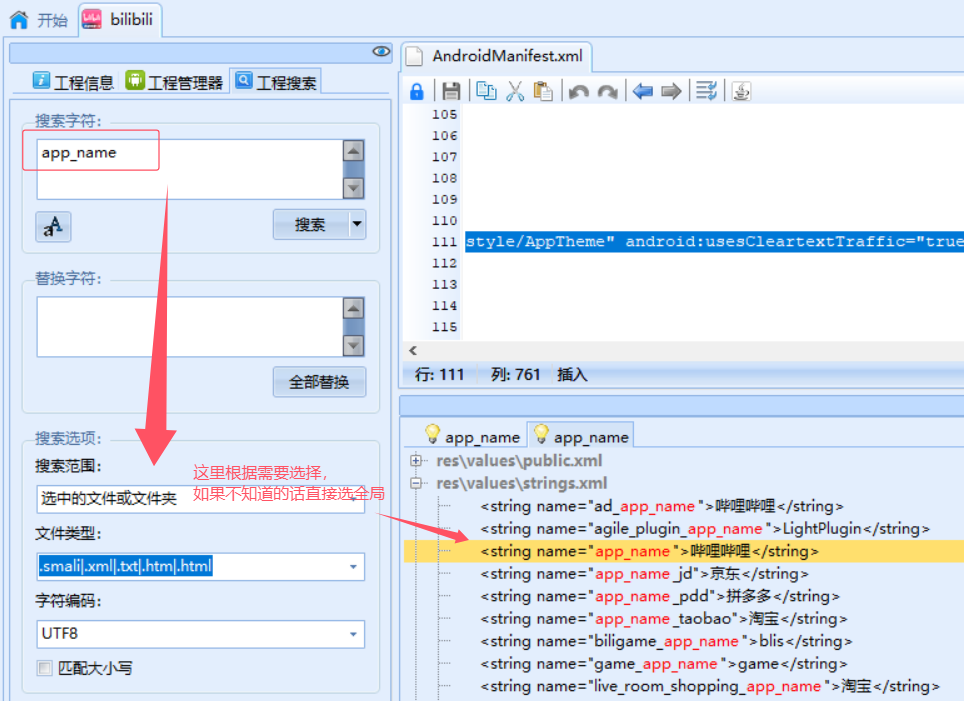 开始
bilibili
工程信息
工程管理器
工程搜索
搜索字符:
app_name
搜索
替换字符:
全部替换
搜索选项:
搜索范围:
选中的文件或文件夹
这里根据需要选择,
如果不知道的话直接选全局
文件类型:
.smali|.xml|.txt|.htm|.html
字符编码:
UTF8
匹配大小写
AndroidManifest.xml
105
106
107
108
109
110
111 style/AppTheme" android:usesCleartextTraffic="true
112
113
114
115
行: 111 列: 761 插入
app_name
app_name
res\values\public.xml
res\values\strings.xml
<string name="ad_app_name">哔哩哔哩</string>
<string name="agile_plugin_app_name">LightPlugin</string>
<string name="app_name">哔哩哔哩</string>
<string name="app_name_jd">京东</string>
<string name="app_name_pdd">拼多多</string>
<string name="app_name_taobao">淘宝</string>
<string name="biligame_app_name">blis</string>
<string name="game_app_name">game</string>
<string name="live_room_shopping_app_name">淘宝</string>